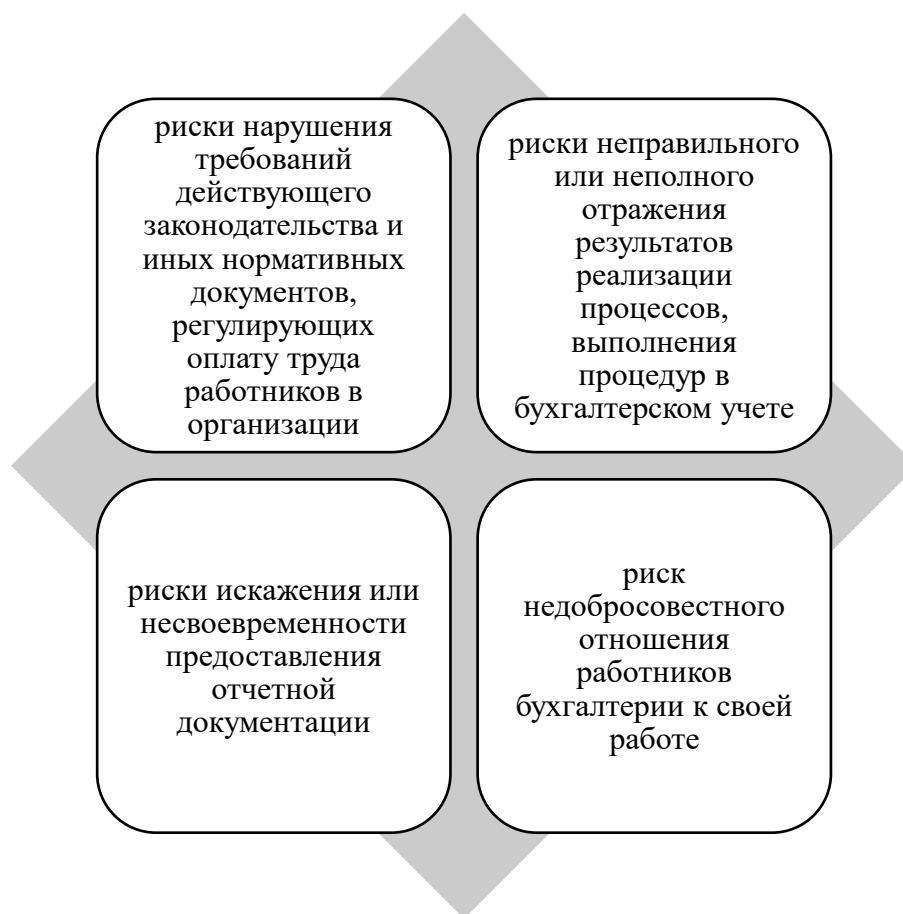 риски нарушения
требований
действующего
законодательства и
иных нормативных
документов,
регулирующих
оплату труда
работников в
организации
риски неправильного
или неполного
отражения
результатов
реализации
процессов,
выполнения
процедур в
бухгалтерском учете
риски искажения или
несвоевременности
предоставления
отчетной
документации
риск
недобросовестного
отношения
работников
бухгалтерии к своей
работе